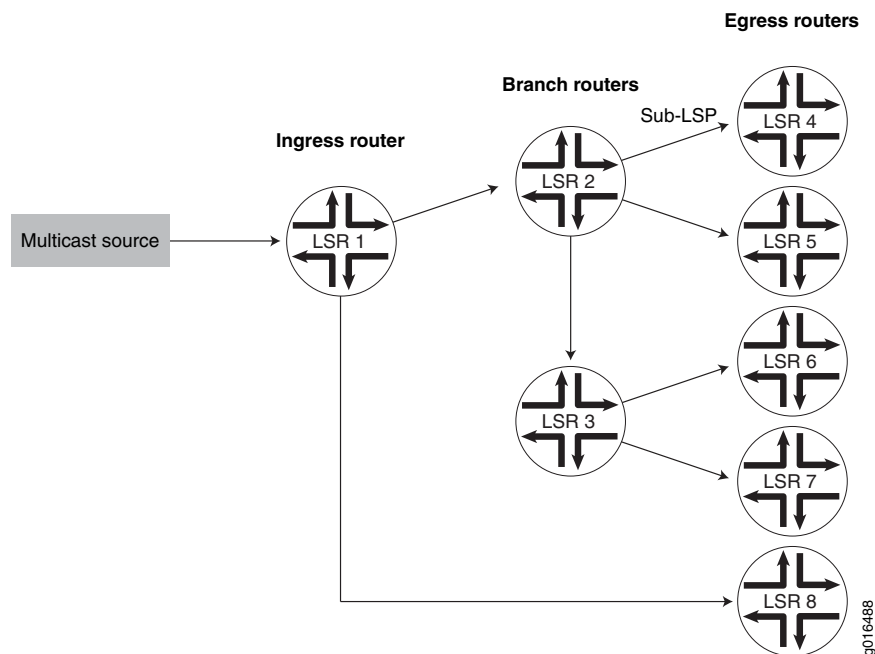 Egress routers
Branch routers
Sub-LSP
LSR 4
Ingress router
LSR 2
Multicast source
LSR 1
LSR 5
LSR 6
LSR 3
LSR 7
LSR 8
g016488